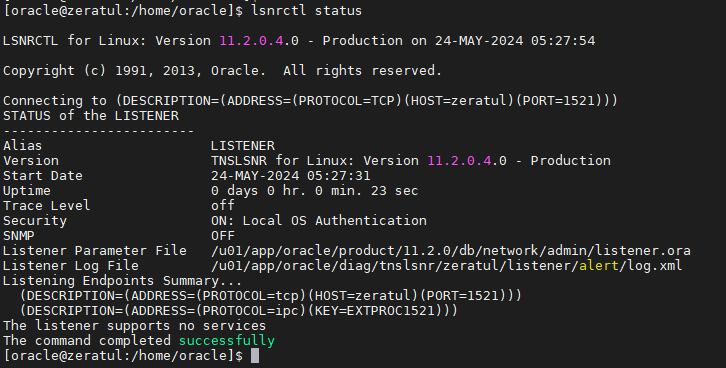 [oracle@zeratul:/home/oracle]$ lsnrctl status
LSNRCTL for Linux: Version 11.2.0.4.0 - Production on 24-MAY-2024 05:27:54
Copyright (c) 1991, 2013, Oracle.  All rights reserved.
Connecting to (DESCRIPTION=(ADDRESS=(PROTOCOL=TCP)(HOST=zeratul)(PORT=1521)))
STATUS of the LISTENER
------------------------
Alias                     LISTENER
Version                   TNSLSNR for Linux: Version 11.2.0.4.0 - Production
Start Date                24-MAY-2024 05:27:31
Uptime                    0 days 0 hr. 0 min. 23 sec
Trace Level               off
Security                  ON: Local OS Authentication
SNMP                      OFF
Listener Parameter File   /u01/app/oracle/product/11.2.0/db/network/admin/listener.ora
Listener Log File         /u01/app/oracle/diag/tnslsnr/zeratul/listener/alert/log.xml
Listening Endpoints Summary...
  (DESCRIPTION=(ADDRESS=(PROTOCOL=tcp)(HOST=zeratul)(PORT=1521)))
  (DESCRIPTION=(ADDRESS=(PROTOCOL=ipc)(KEY=EXTPROC1521)))
The listener supports no services
The command completed successfully
[oracle@zeratul:/home/oracle]$